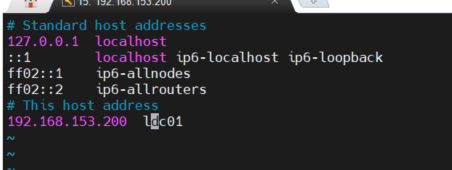 15. 192.168.153.200
# Standard host addresses
127.0.0.1 localhost
::1 localhost ip6-localhost ip6-loopback
ff02::1 ip6-allnodes
ff02::2 ip6-allrouters
# This host address
192.168.153.200 ldc01
~
~
~